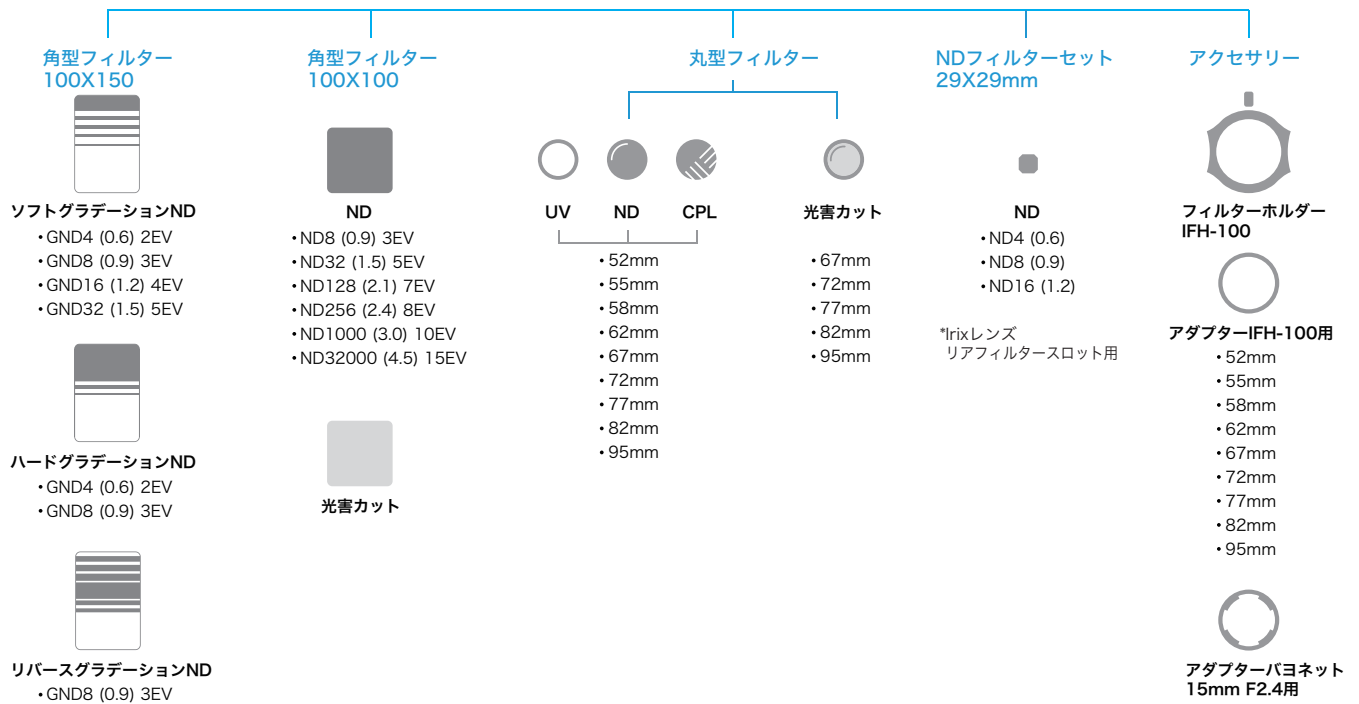 角型フィルター
100X150
ソフトグラデーションND
・GND4 (0.6) 2EV
・GND8 (0.9) 3EV
・GND16 (1.2) 4EV
・GND32 (1.5) 5EV
ハードグラデーションND
・GND4 (0.6) 2EV
・GND8 (0.9) 3EV
リバースグラデーションND
・GND8 (0.9) 3EV
角型フィルター
100X100
ND
・ND8 (0.9) 3EV
・ND32 (1.5) 5EV
・ND128 (2.1) 7EV
・ND256 (2.4) 8EV
・ND1000 (3.0) 10EV
・ND32000 (4.5) 15EV
光害カット
丸型フィルター
UV ND CPL
・52mm
・55mm
・58mm
・62mm
・67mm
・72mm
・77mm
・82mm
・95mm
光害カット
・67mm
・72mm
・77mm
・82mm
・95mm
NDフィルターセット
29X29mm
ND
・ND4 (0.6)
・ND8 (0.9)
・ND16 (1.2)
*Irixレンズ
リアフィルタースロット用
アクセサリー
フィルターホルダー
IFH-100
アダプターIFH-100用
・52mm
・55mm
・58mm
・62mm
・67mm
・72mm
・77mm
・82mm
・95mm
アダプターバヨネット
15mm F2.4用